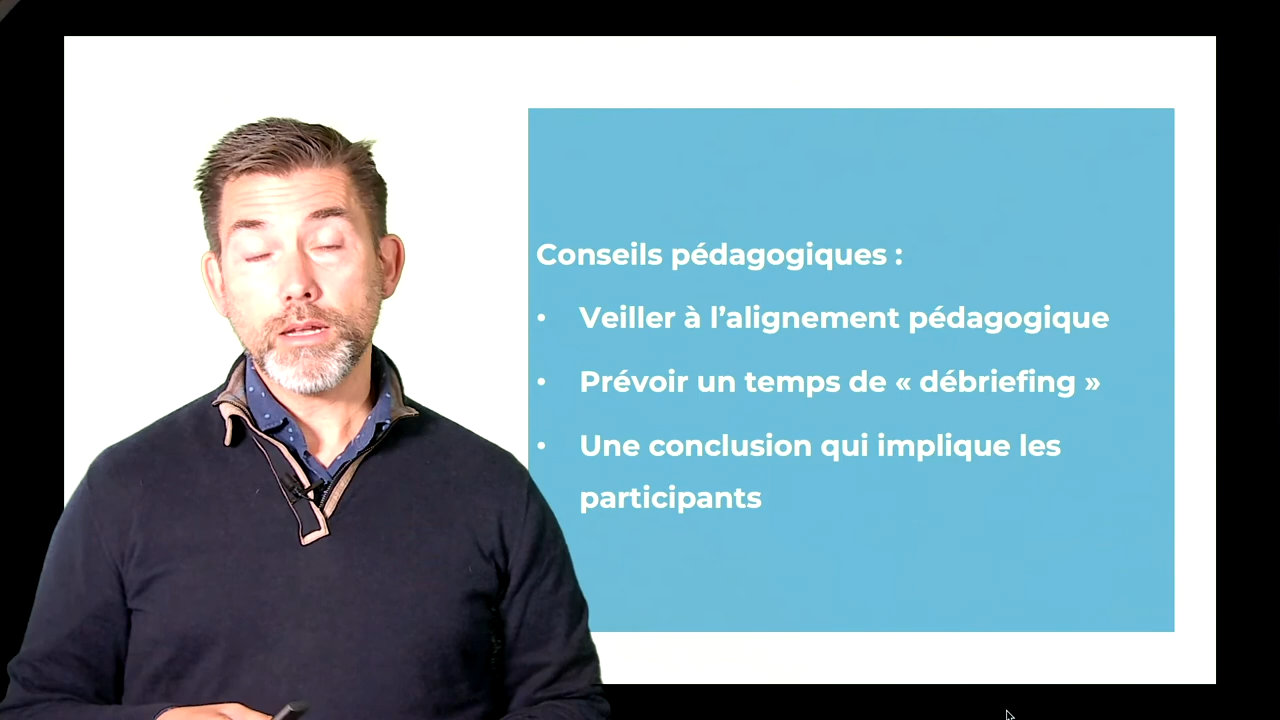 Conseils pédagogiques :
• Veiller à l’alignement pédagogique
• Prévoir un temps de « débriefing »
• Une conclusion qui implique les
participants